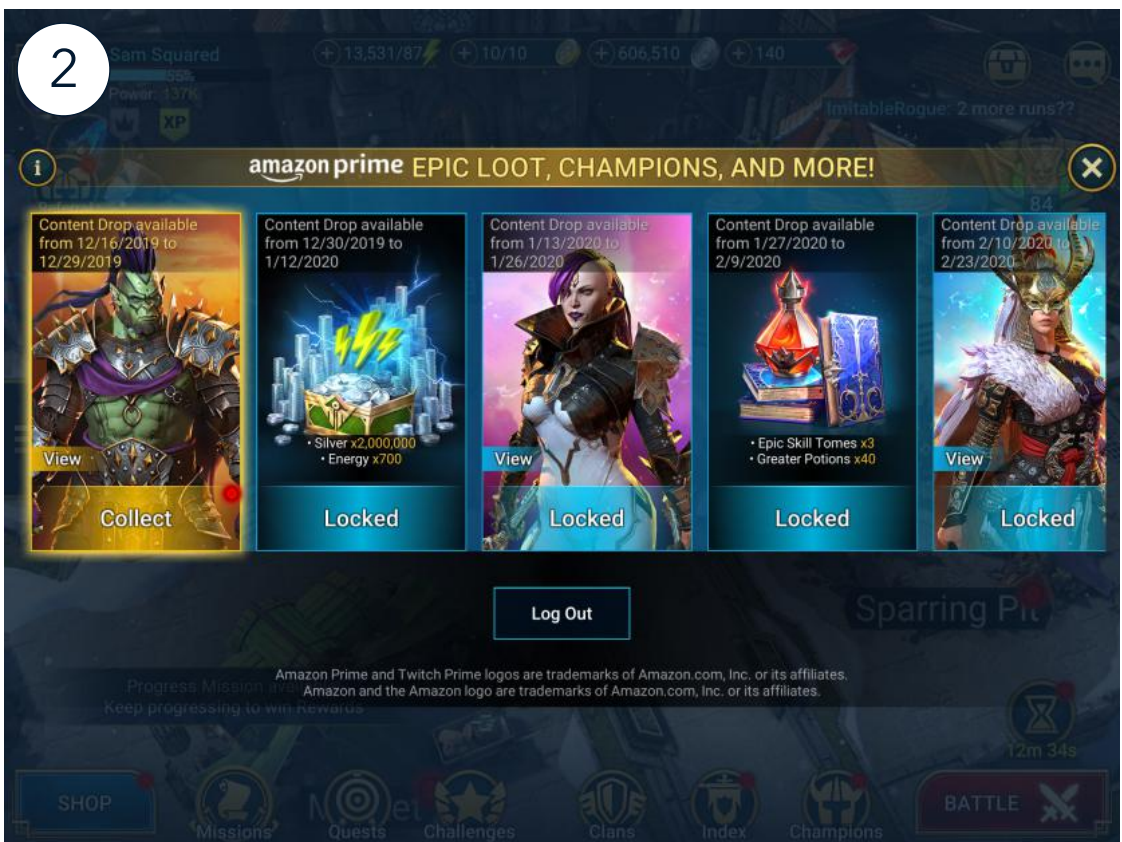 2
Sam Squared
55%
Power: 137K
XP
13,531/87
10/10
606,510
140
ImitableRogue: 2 more runs??
amazon prime EPIC LOOT, CHAMPIONS, AND MORE!
84
Content Drop available
from 12/16/2019 to
12/29/2019
View
Collect
Content Drop available
from 12/30/2019 to
1/12/2020
• Silver x2,000,000
• Energy x700
Locked
Content Drop available
from 1/13/2020 to
1/26/2020
View
Locked
Content Drop available
from 1/27/2020 to
2/9/2020
• Epic Skill Tomes x3
• Greater Potions x40
Locked
Content Drop available
from 2/10/2020 to
2/23/2020
View
Locked
Log Out
Sparring Pit
Amazon Prime and Twitch Prime logos are trademarks of Amazon.com, Inc. or its affiliates.
Amazon and the Amazon logo are trademarks of Amazon.com, Inc. or its affiliates.
Progress Mission
Keep progressing to win Rewards
12m 34s
SHOP
Missions
Quests
Challenges
Clans
Index
Champions
BATTLE